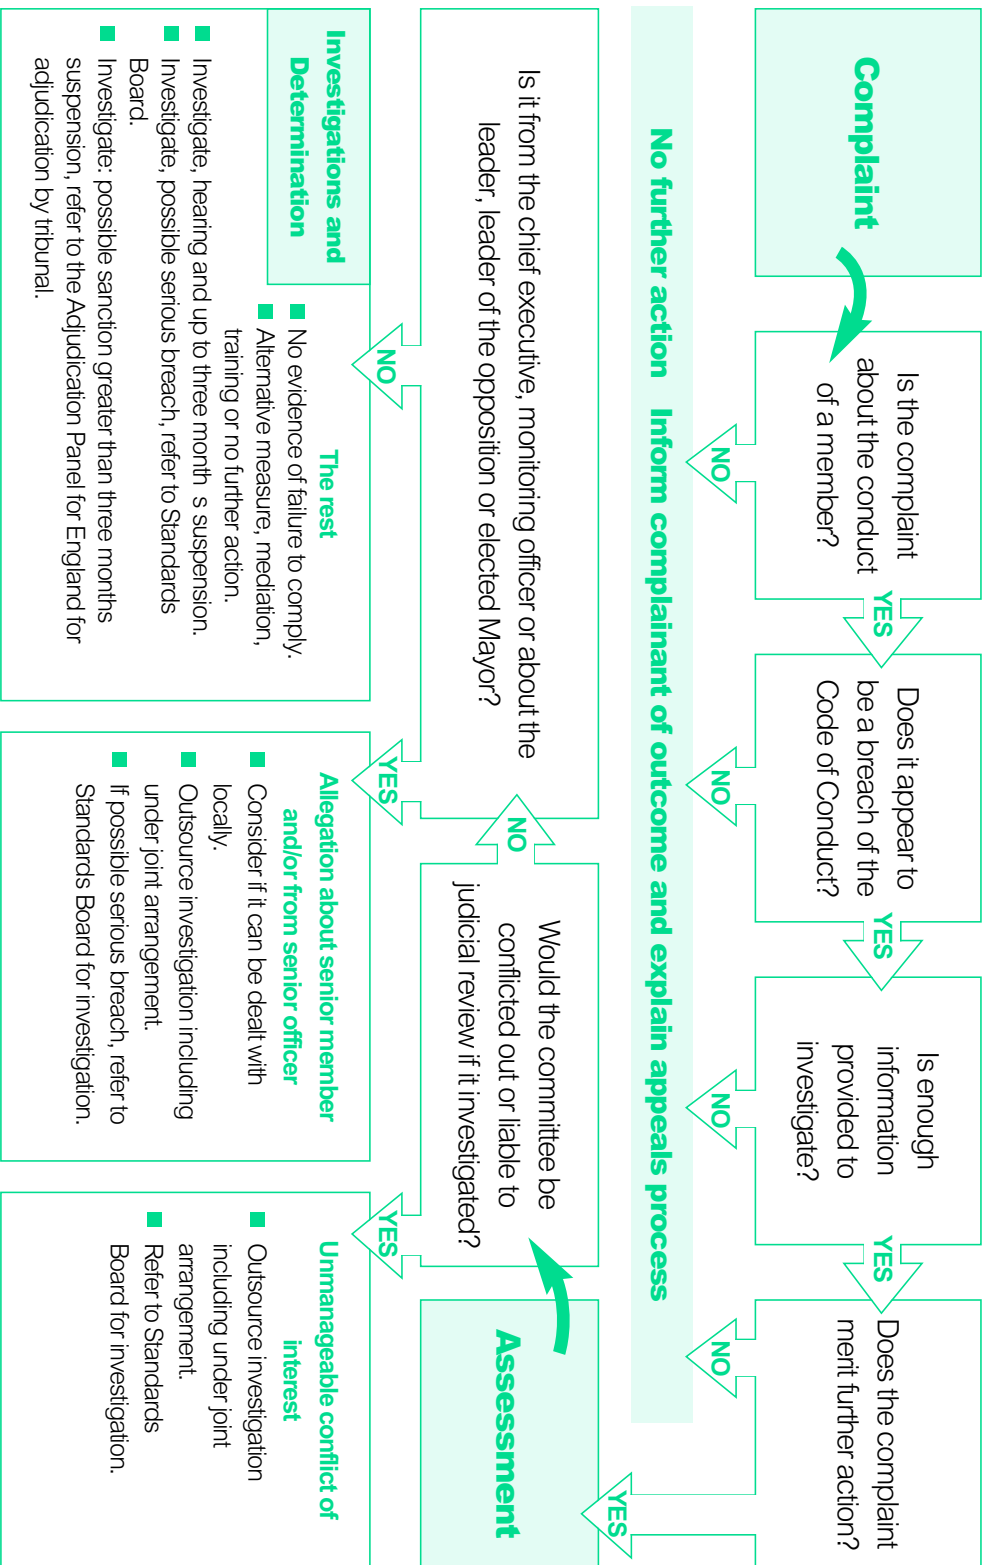 Complaint
Is the complaint
about the conduct
of a member?
YES
Does it appear to
be a breach of the
Code of Conduct?
YES
Is enough
information
provided to
investigate?
YES
Does the complaint
merit further action?
NO
NO
NO
NO
YES
No further action Inform complainant of outcome and explain appeals process
Assessment
Would the committee be
conflicted out or liable to
judicial review if it investigated?
NO
YES
Is it from the chief executive, monitoring officer or about the
leader, leader of the opposition or elected Mayor?
NO
YES
Investigations and
Determination
The rest
■ No evidence of failure to comply.
■ Alternative measure, mediation,
training or no further action.
■ Investigate, hearing and up to three month s suspension.
■ Investigate, possible serious breach, refer to Standards
Board.
■ Investigate: possible sanction greater than three months
suspension, refer to the Adjudication Panel for England for
adjudication by tribunal.
Allegation about senior member
and/or from senior officer
■ Consider if it can be dealt with
locally.
■ Outsource investigation including
under joint arrangement.
■ If possible serious breach, refer to
Standards Board for investigation.
Unmanageable conflict of
interest
■ Outsource investigation
including under joint
arrangement.
■ Refer to Standards
Board for investigation.